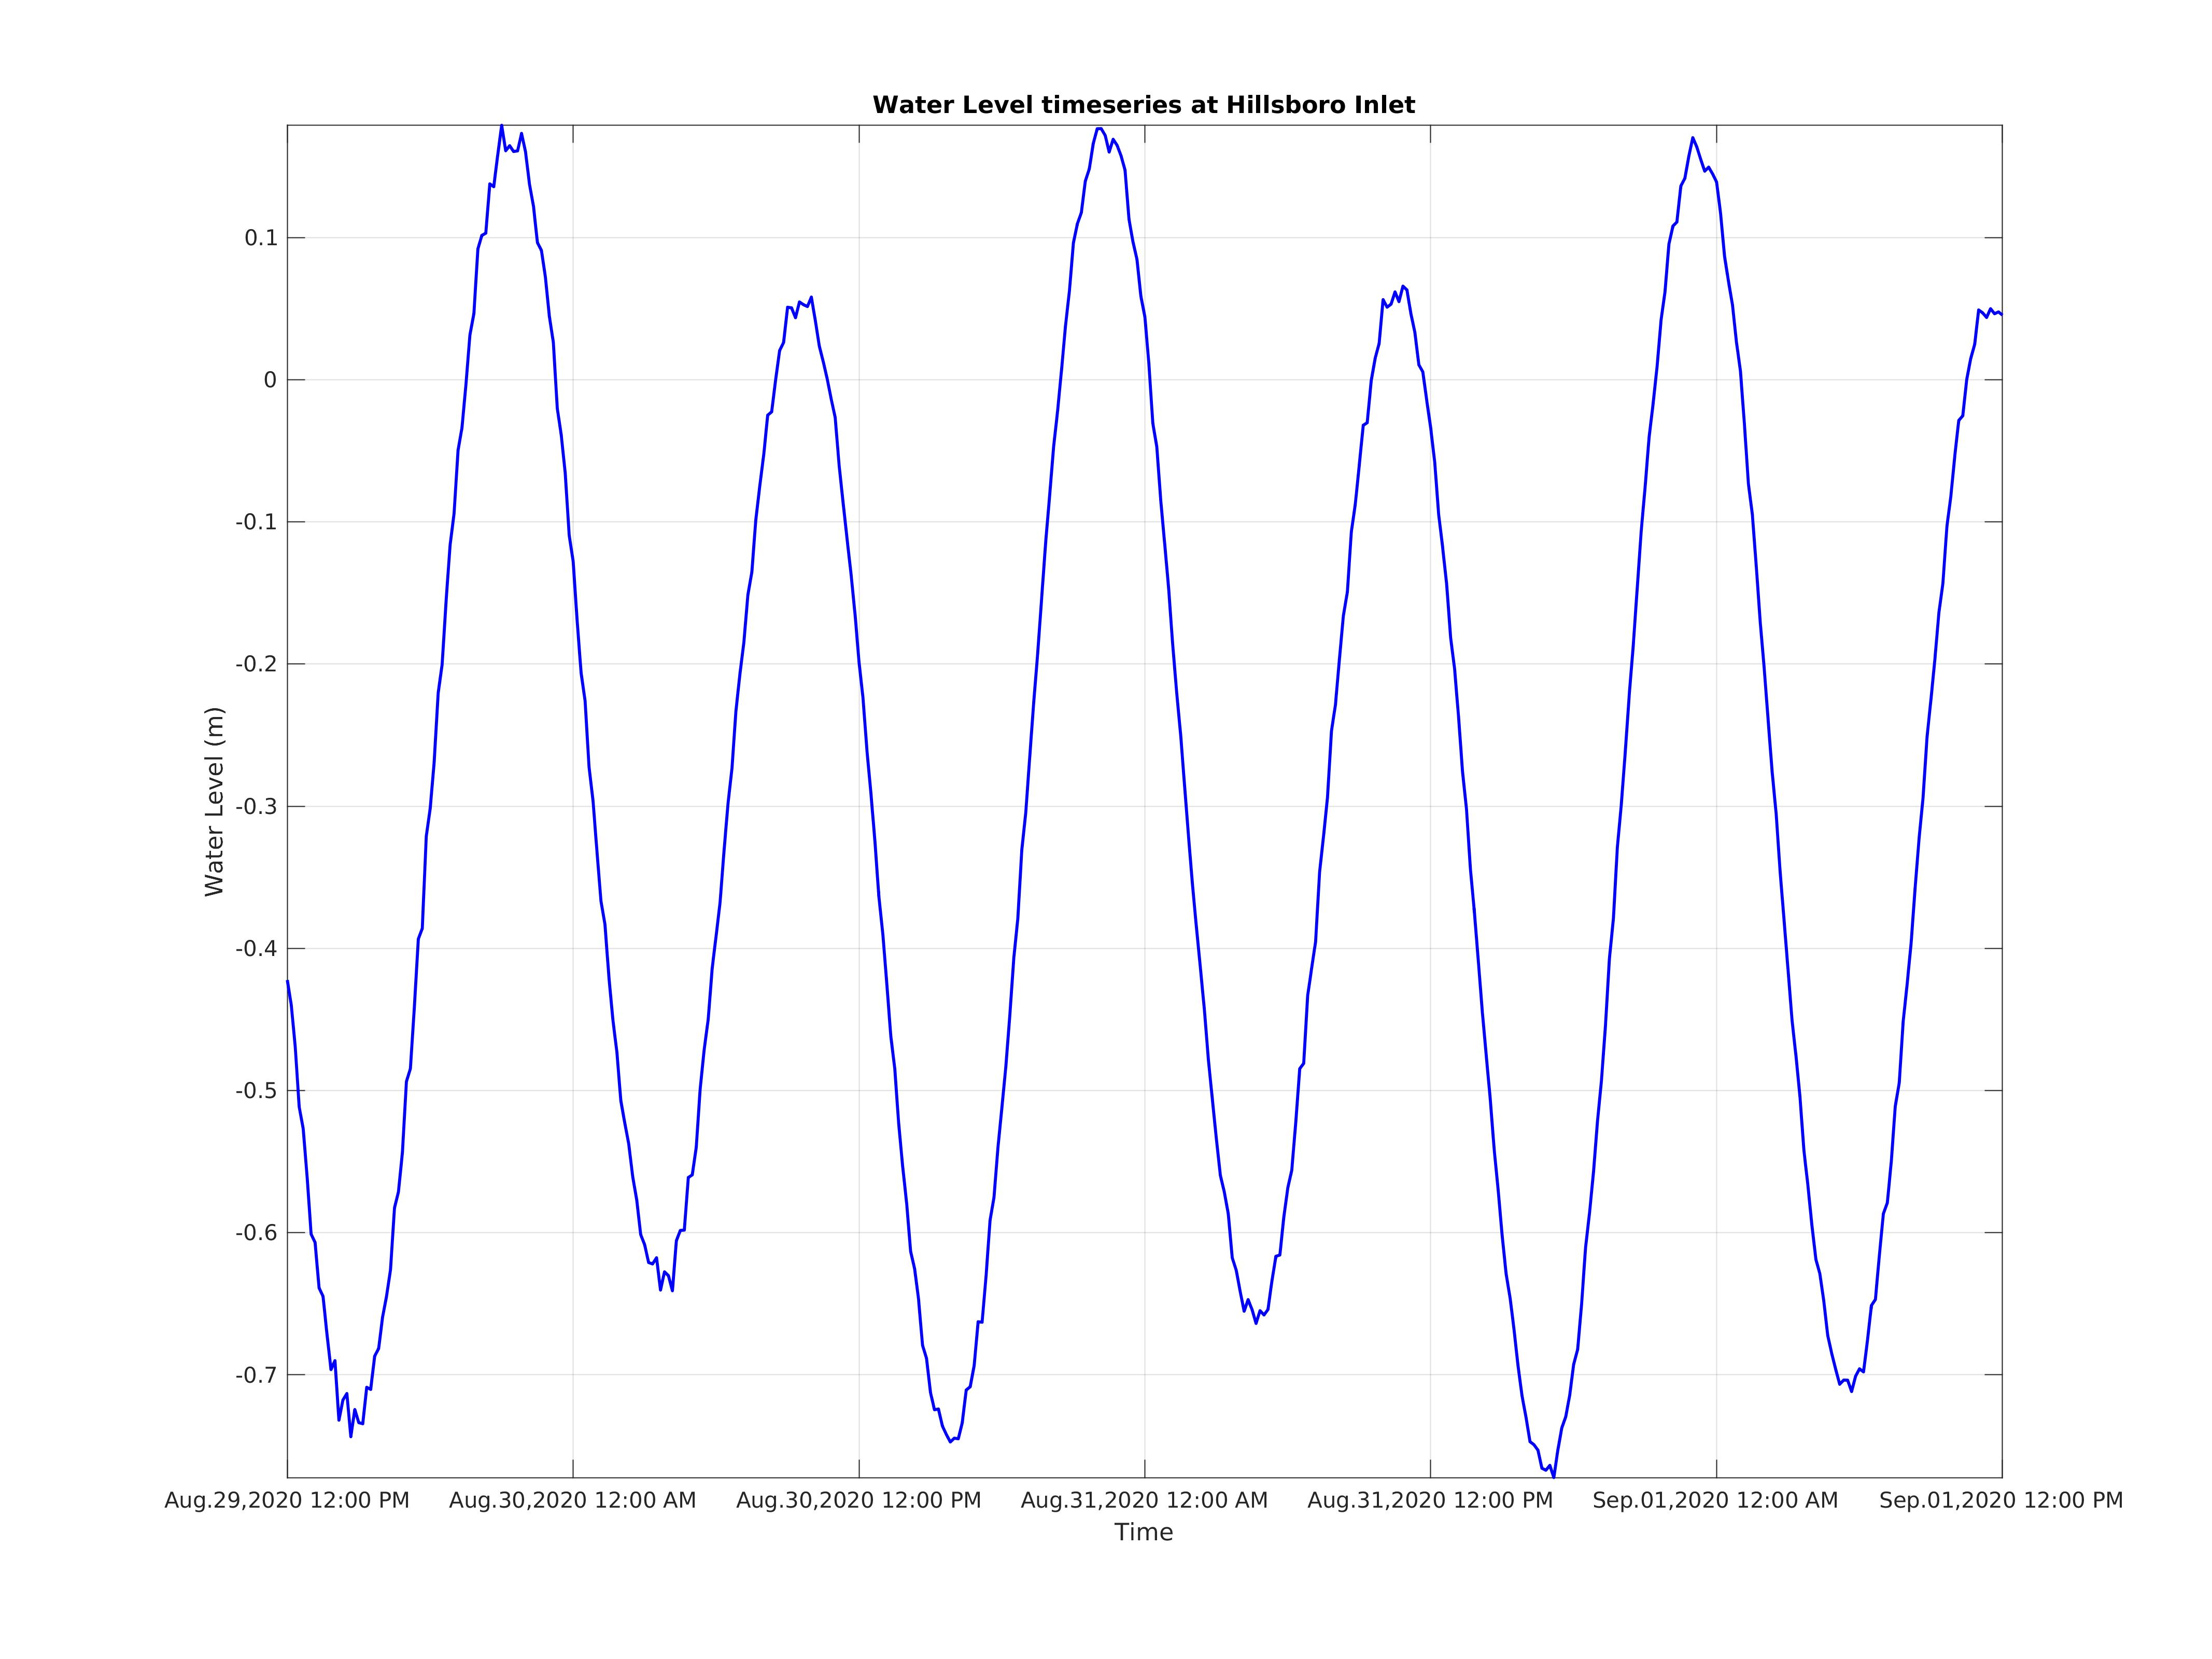 Water Level timeseries at Hillsboro Inlet
0.1
0
-0.1
-0.2
-0.3
-0.4
-0.5
-0.6
-0.7
Water Level (m)
Aug.29,2020 12:00 PM Aug.30,2020 12:00 AM Aug.30,2020 12:00 PM Aug.31,2020 12:00 AM Aug.31,2020 12:00 PM Sep.01,2020 12:00 AM Sep.01,2020 12:00 PM
Time